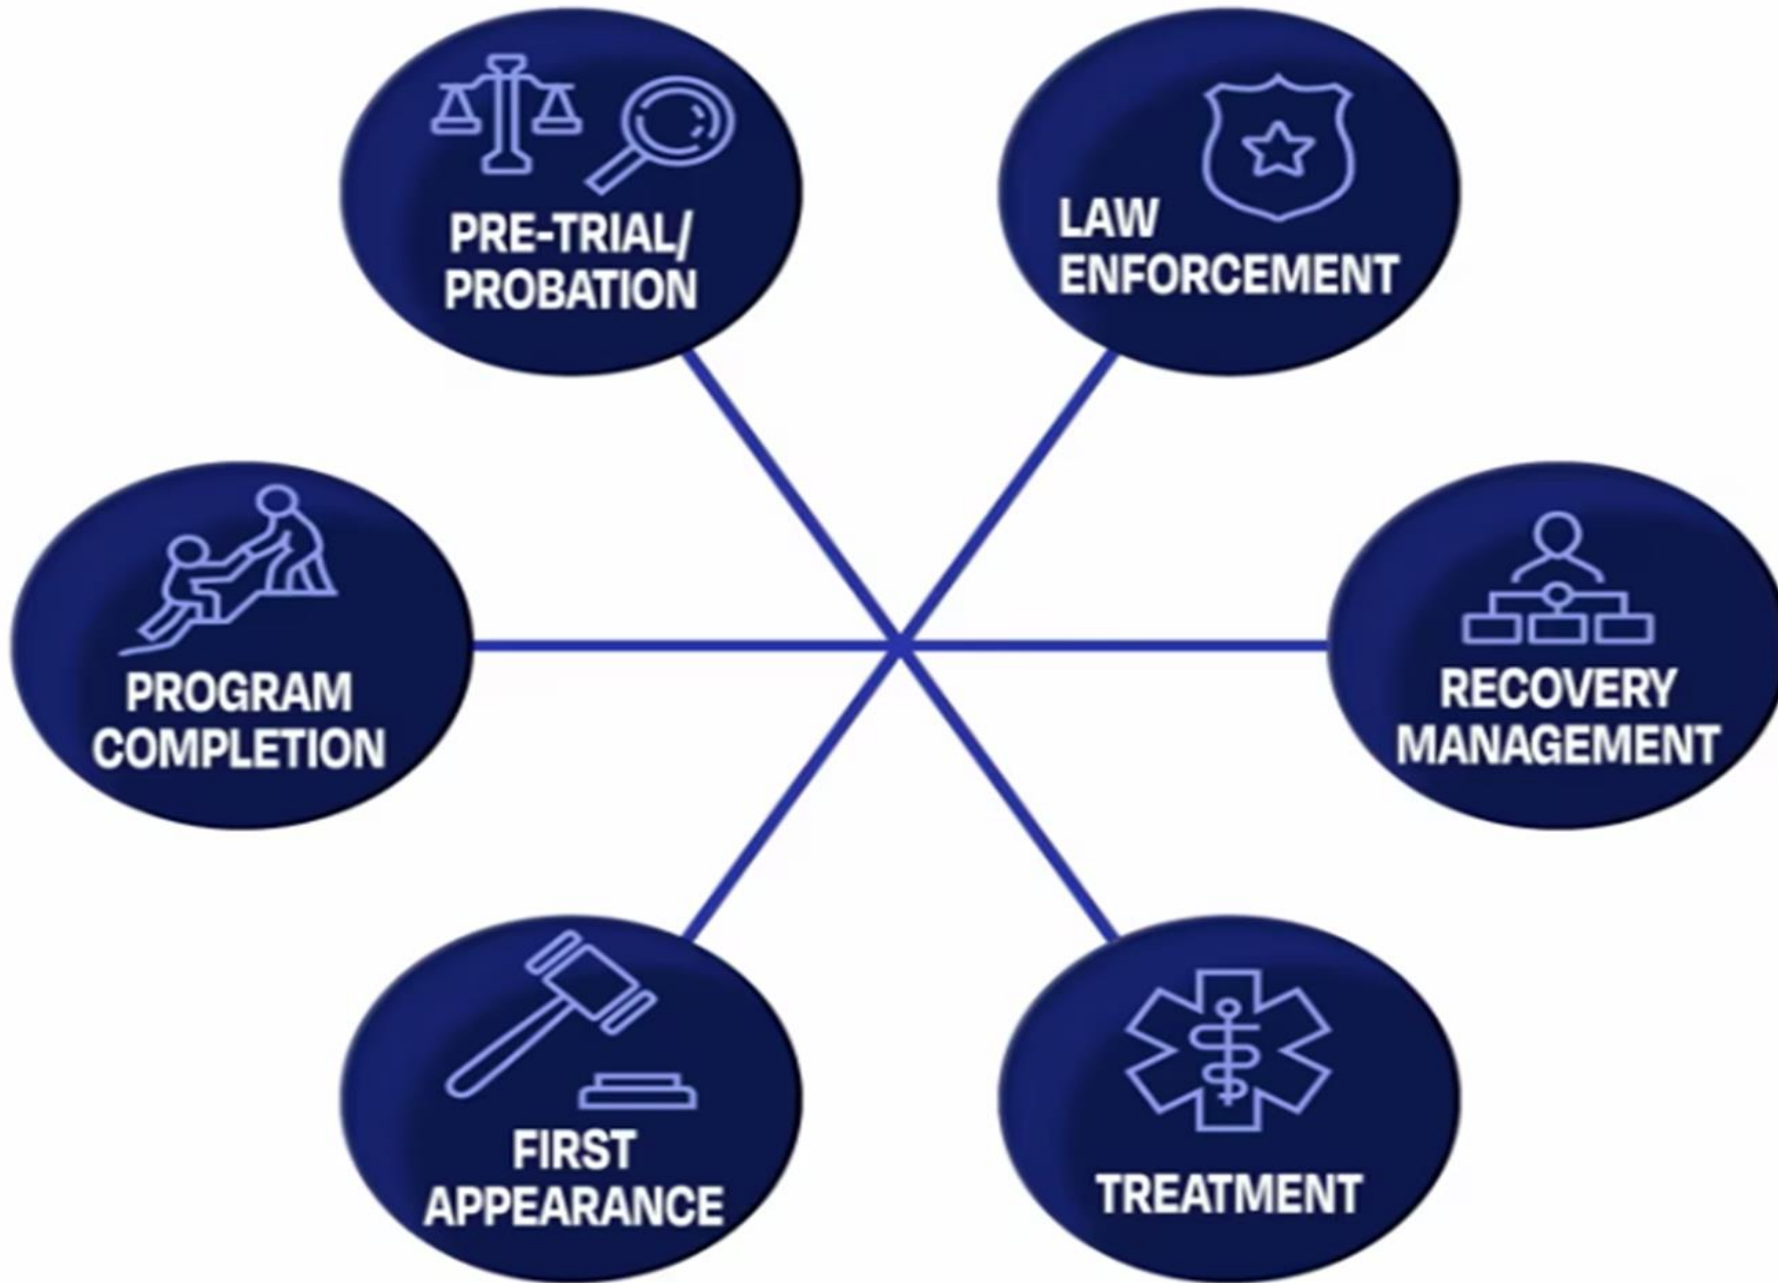 PRE-TRIAL/
PROBATION
LAW
ENFORCEMENT
PROGRAM
COMPLETION
RECOVERY
MANAGEMENT
FIRST
APPEARANCE
TREATMENT